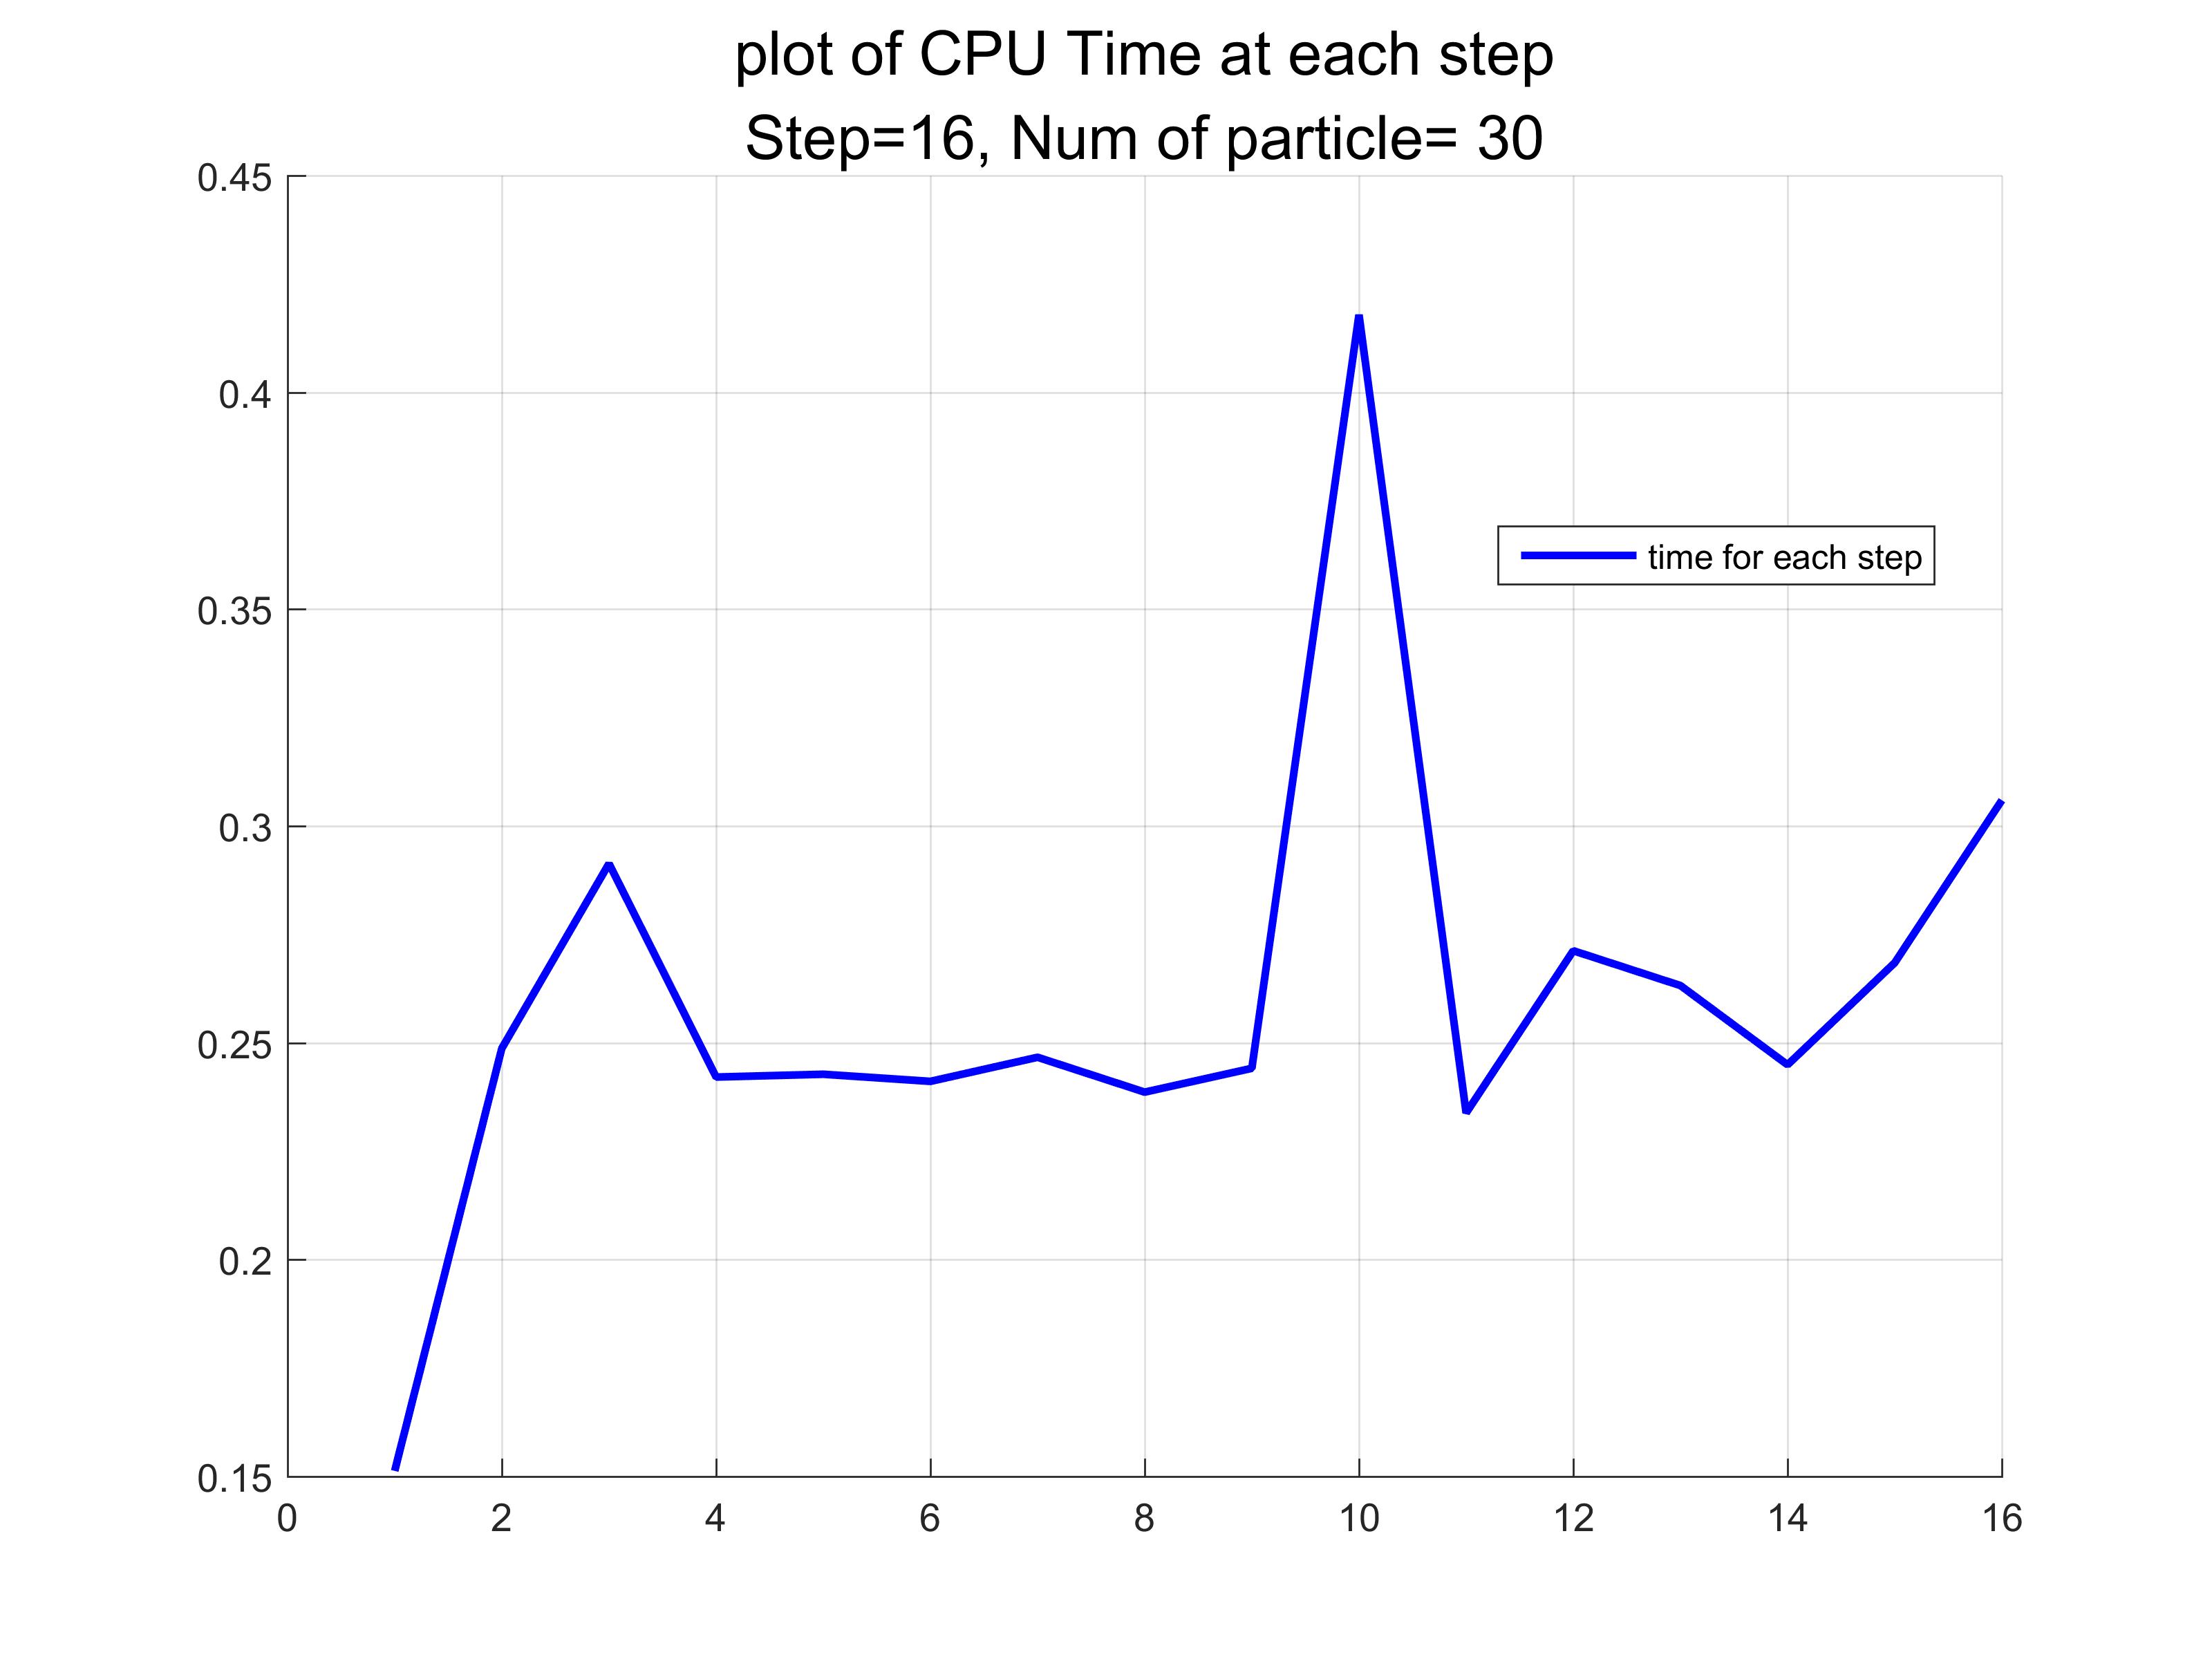 plot of CPU Time at each step
Step=16, Num of particle= 30
0.45
0.4
0.35
0.3
0.25
0.2
0.15
time for each step
0 2 4 6 8 10 12 14 16